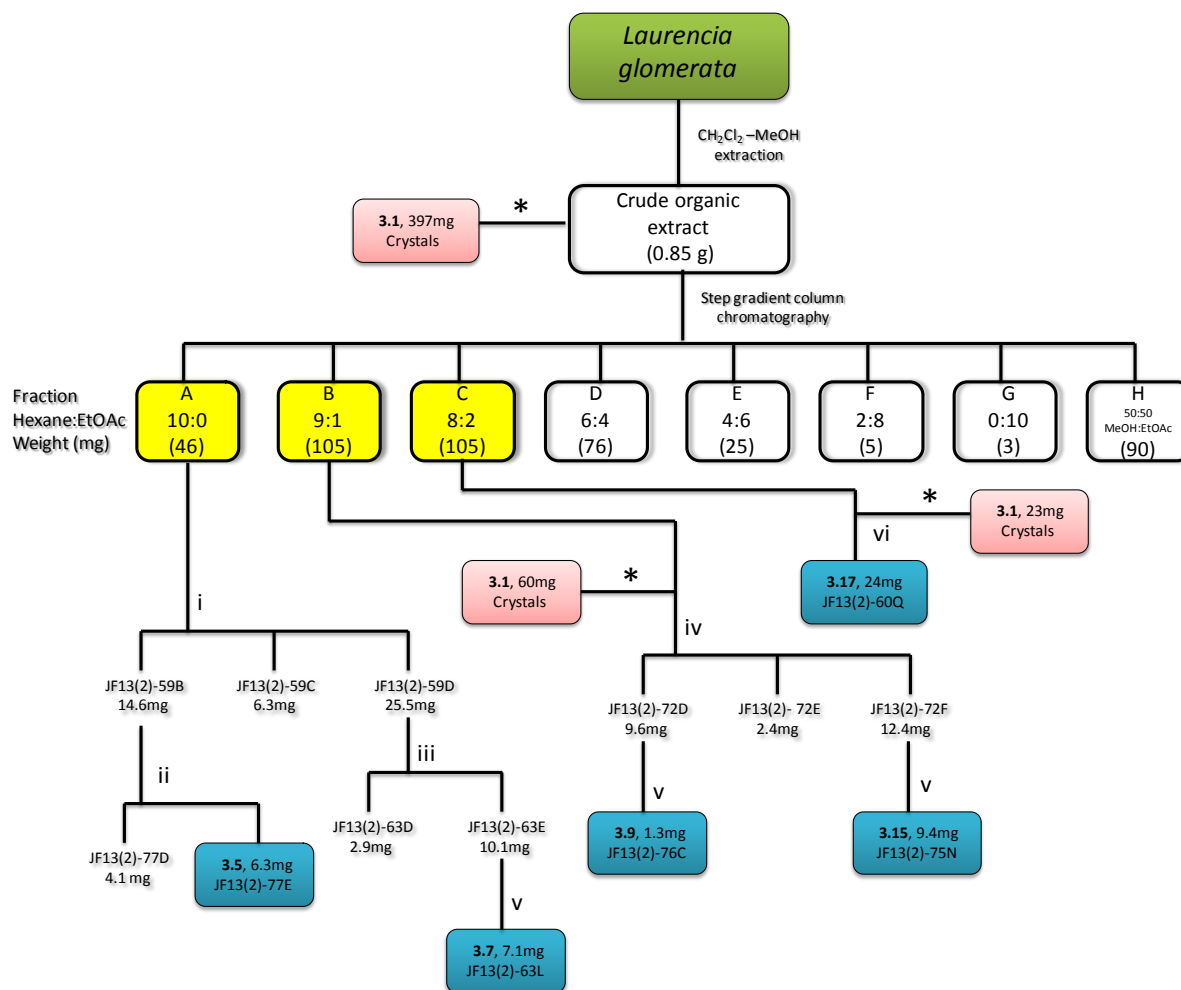 Laurencia
glomerata
CH2Cl2 –MeOH
extraction
*
3.1, 397mg
Crystals
Crude organic
extract
(0.85 g)
Step gradient column
chromatography
Fraction
Hexane:EtOAc
Weight (mg)
A
10:0
(46)
B
9:1
(105)
C
8:2
(105)
D
6:4
(76)
E
4:6
(25)
F
2:8
(5)
G
0:10
(3)
H
50:50
MeOH:EtOAc
(90)
*
3.1, 23mg
Crystals
vi
3.17, 24mg
JF13(2)-60Q
*
3.1, 60mg
Crystals
iv
i
JF13(2)-59B
14.6mg
JF13(2)-59C
6.3mg
JF13(2)-59D
25.5mg
JF13(2)-72D
9.6mg
JF13(2)- 72E
2.4mg
JF13(2)-72F
12.4mg
ii
iii
v
v
JF13(2)-77D
4.1 mg
3.5, 6.3mg
JF13(2)-77E
JF13(2)-63D
2.9mg
JF13(2)-63E
10.1mg
3.9, 1.3mg
JF13(2)-76C
3.15, 9.4mg
JF13(2)-75N
v
3.7, 7.1mg
JF13(2)-63L